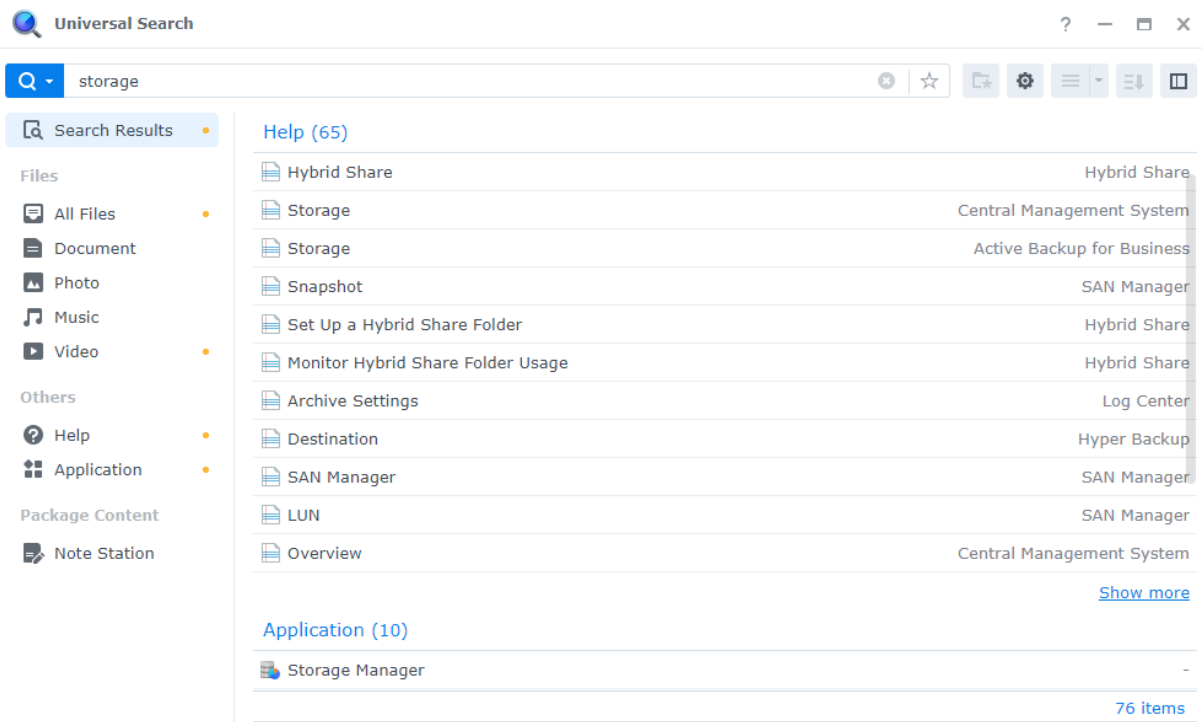 Universal Search
storage
Search Results
Files
All Files
Document
Photo
Music
Video
Others
Help
Application
Package Content
Note Station
Help (65)
Hybrid Share Hybrid Share
Storage Central Management System
Storage Active Backup for Business
Snapshot SAN Manager
Set Up a Hybrid Share Folder Hybrid Share
Monitor Hybrid Share Folder Usage Hybrid Share
Archive Settings Log Center
Destination Hyper Backup
SAN Manager SAN Manager
LUN SAN Manager
Overview Central Management System
Show more
Application (10)
Storage Manager -
76 items